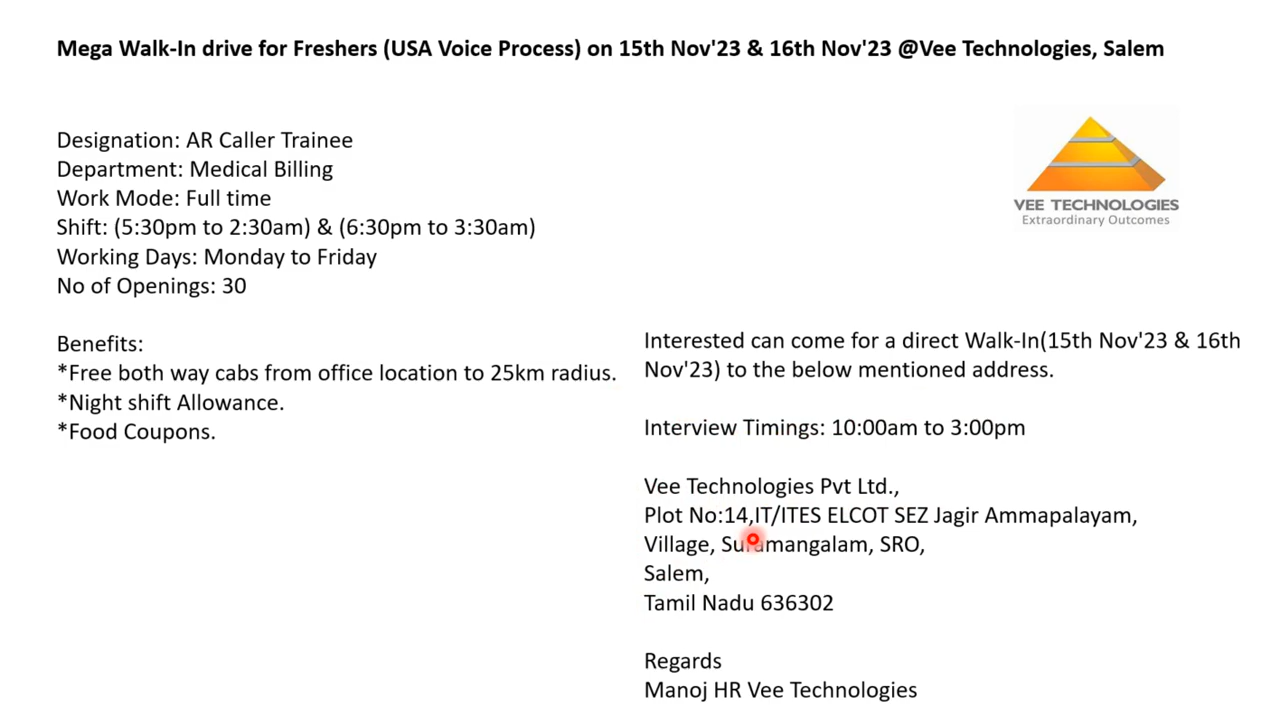 Mega Walk-In drive for Freshers (USA Voice Process) on 15th Nov'23 & 16th Nov'23 @Vee Technologies, Salem
Designation: AR Caller Trainee
Department: Medical Billing
Work Mode: Full time
Shift: (5:30pm to 2:30am) & (6:30pm to 3:30am)
Working Days: Monday to Friday
No of Openings: 30
Benefits:
*Free both way cabs from office location to 25km radius.
*Night shift Allowance.
*Food Coupons.
VEE TECHNOLOGIES
Extraordinary Outcomes
Interested can come for a direct Walk-In(15th Nov'23 & 16th
Nov'23) to the below mentioned address.
Interview Timings: 10:00am to 3:00pm
Vee Technologies Pvt Ltd.,
Plot No:14,IT/ITES ELCOT SEZ Jagir Ammapalayam,
Village, Suramangalam, SRO,
Salem,
Tamil Nadu 636302
Regards
Manoj HR Vee Technologies